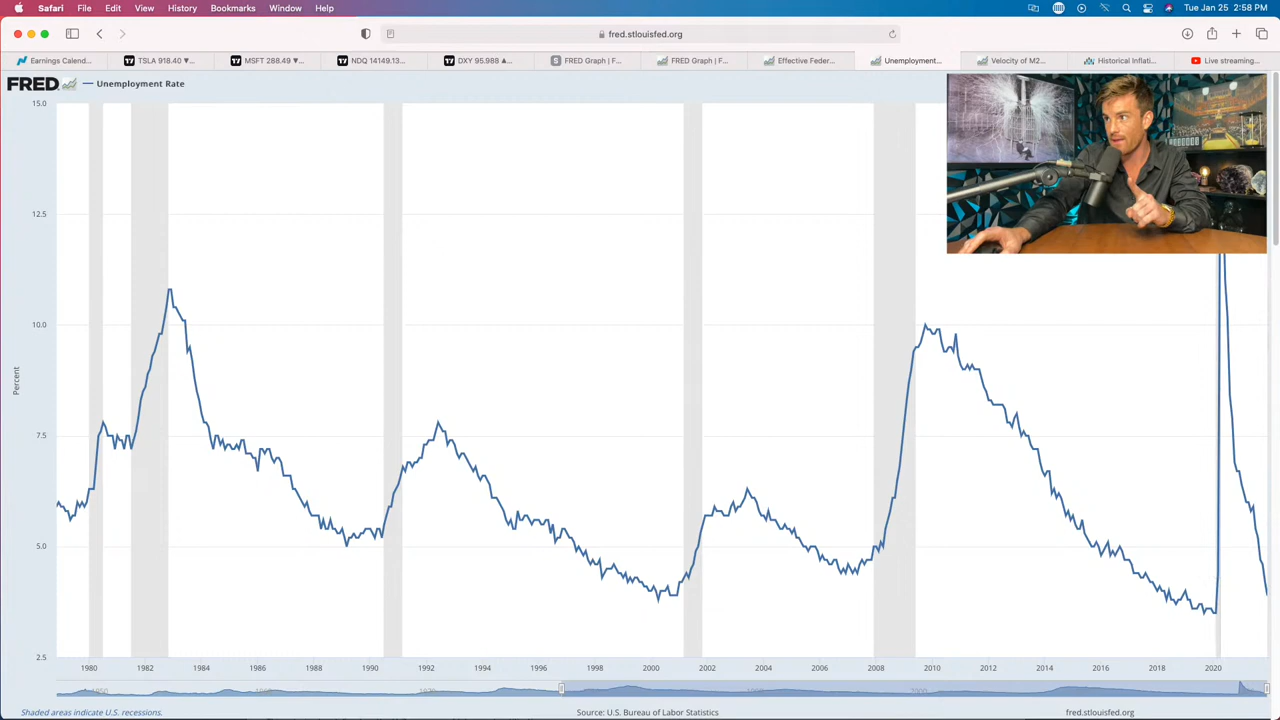 Safari File Edit View History Bookmarks Window Help Tue Jan 25 2:58 PM
fred.stlouisfed.org
Earnings Calend... TSLA 918.40 ▼... MSFT 288.49 ▼... NDQ 14149.13... DXY 95.988 ▲... FRED Graph | F... FRED Graph | F... Effective Feder... Unemployment... Velocity of M2... Historical Inflati... Live streaming...
FRED Unemployment Rate
15.0
12.5
10.0
7.5
5.0
2.5
Percent
1980 1982 1984 1986 1988 1990 1992 1994 1996 1998 2000 2002 2004 2006 2008 2010 2012 2014 2016 2018 2020
Shaded areas indicate U.S. recessions. Source: U.S. Bureau of Labor Statistics fred.stlouisfed.org